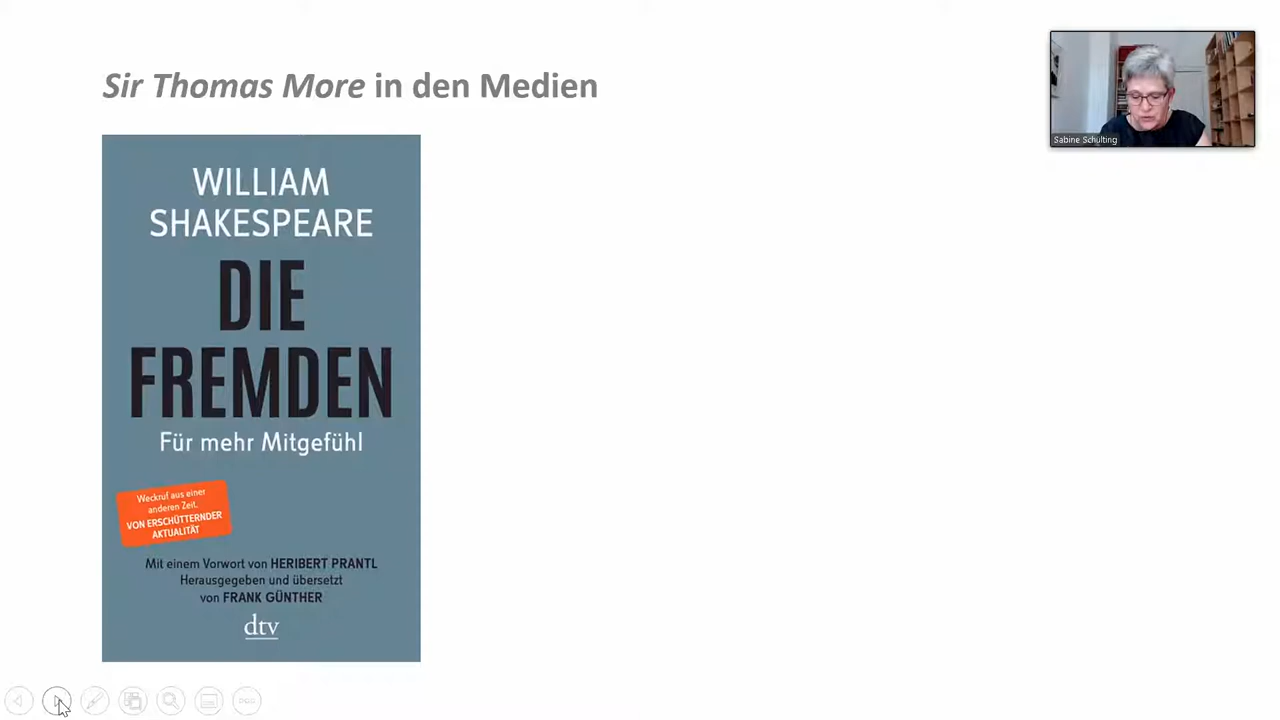 Sir Thomas More in den Medien
Sabine Schülting
WILLIAM
SHAKESPEARE
DIE
FREMDEN
Für mehr Mitgefühl
Weckruf aus einer
anderen Zeit.
VON ERSCHÜTTERNDER
AKTUALITÄT
Mit einem Vorwort von HERIBERT PRANTL
Herausgegeben und übersetzt
von FRANK GÜNTHER
dtv